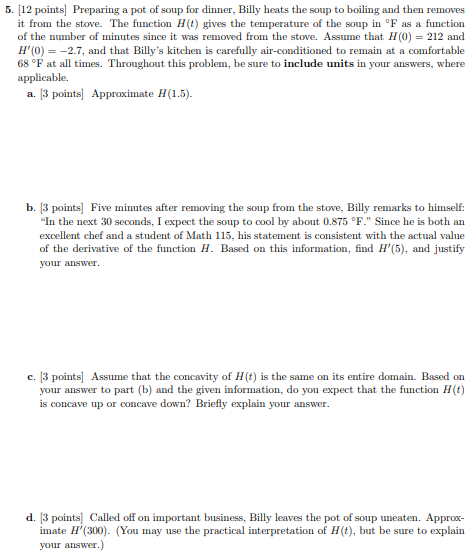 5. [12 points] Preparing a pot of soup for dinner, Billy heats the soup to boiling and then removes
it from the stove. The function H(t) gives the temperature of the soup in °F as a function
of the number of minutes since it was removed from the stove. Assume that H(0) = 212 and
H′(0) = −2.7, and that Billy's kitchen is carefully air-conditioned to remain at a comfortable
68 °F at all times. Throughout this problem, be sure to include units in your answers, where
applicable.
a. [3 points] Approximate H(1.5).
b. [3 points] Five minutes after removing the soup from the stove, Billy remarks to himself:
"In the next 30 seconds, I expect the soup to cool by about 0.875 °F." Since he is both an
excellent chef and a student of Math 115, his statement is consistent with the actual value
of the derivative of the function H. Based on this information, find H′(5), and justify
your answer.
c. [3 points] Assume that the concavity of H(t) is the same on its entire domain. Based on
your answer to part (b) and the given information, do you expect that the function H(t)
is concave up or concave down? Briefly explain your answer.
d. [3 points] Called off on important business, Billy leaves the pot of soup uneaten. Approx-
imate H′(300). (You may use the practical interpretation of H(t), but be sure to explain
your answer.)